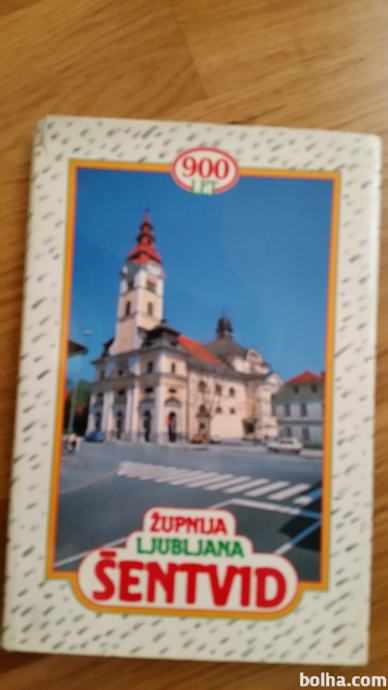 900
LET
ŽUPNIJA
LJUBLJANA
ŠENTVID
bolha.com